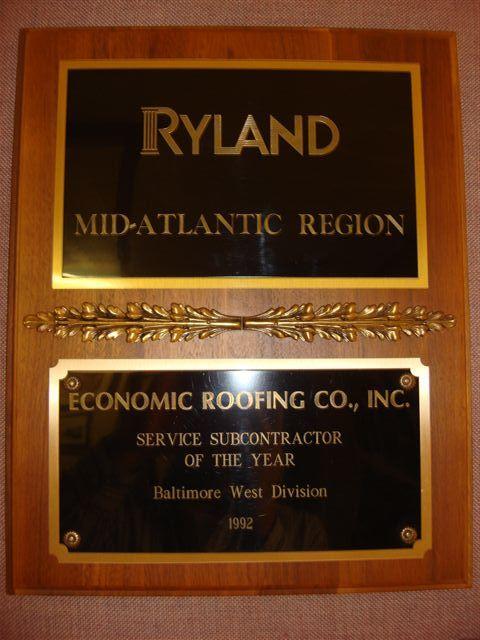 RYLAND
MID-ATLANTIC REGION
ECONOMIC ROOFING CO., INC.
SERVICE SUBCONTRACTOR
OF THE YEAR
Baltimore West Division
1992